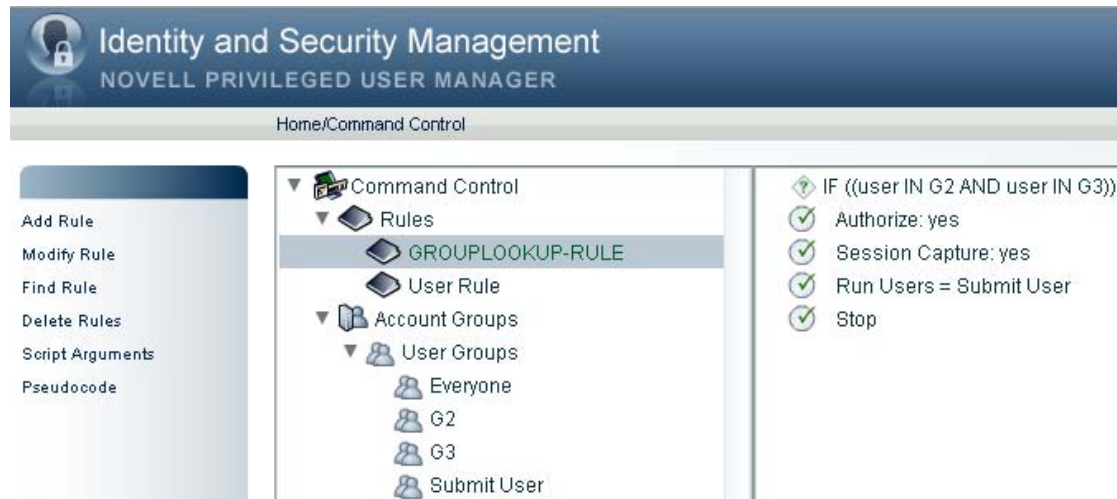 Identity and Security Management
NOVELL PRIVILEGED USER MANAGER
Home/Command Control
Add Rule
Modify Rule
Find Rule
Delete Rules
Script Arguments
Pseudocode
Command Control
Rules
GROUPLOOKUP-RULE
User Rule
Account Groups
User Groups
Everyone
G2
G3
Submit User
IF ((user IN G2 AND user IN G3))
Authorize: yes
Session Capture: yes
Run Users = Submit User
Stop